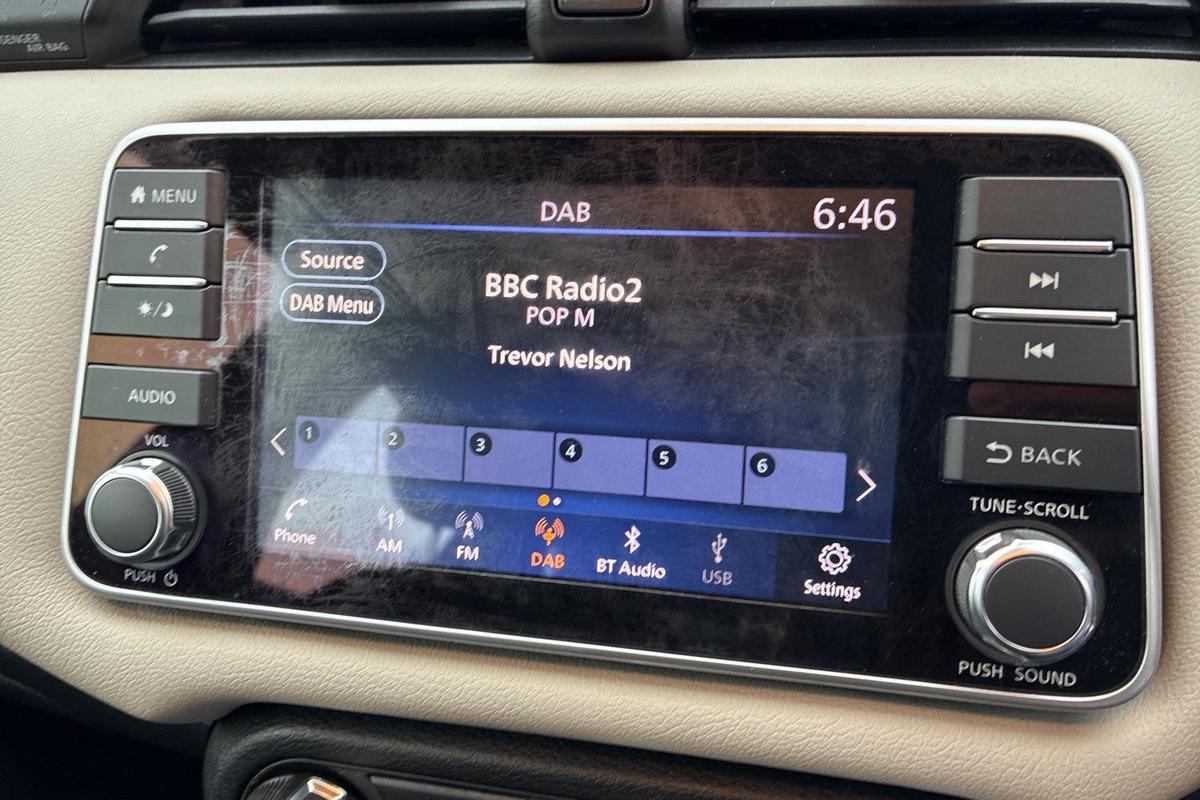 SENGER
AIR BAG
MENU
AUDIO
VOL
PUSH
DAB
6:46
Source
DAB Menu
BBC Radio2
POP M
Trevor Nelson
1 2 3 4 5 6
Phone AM FM DAB BT Audio USB Settings
BACK
TUNE·SCROLL
PUSH SOUND